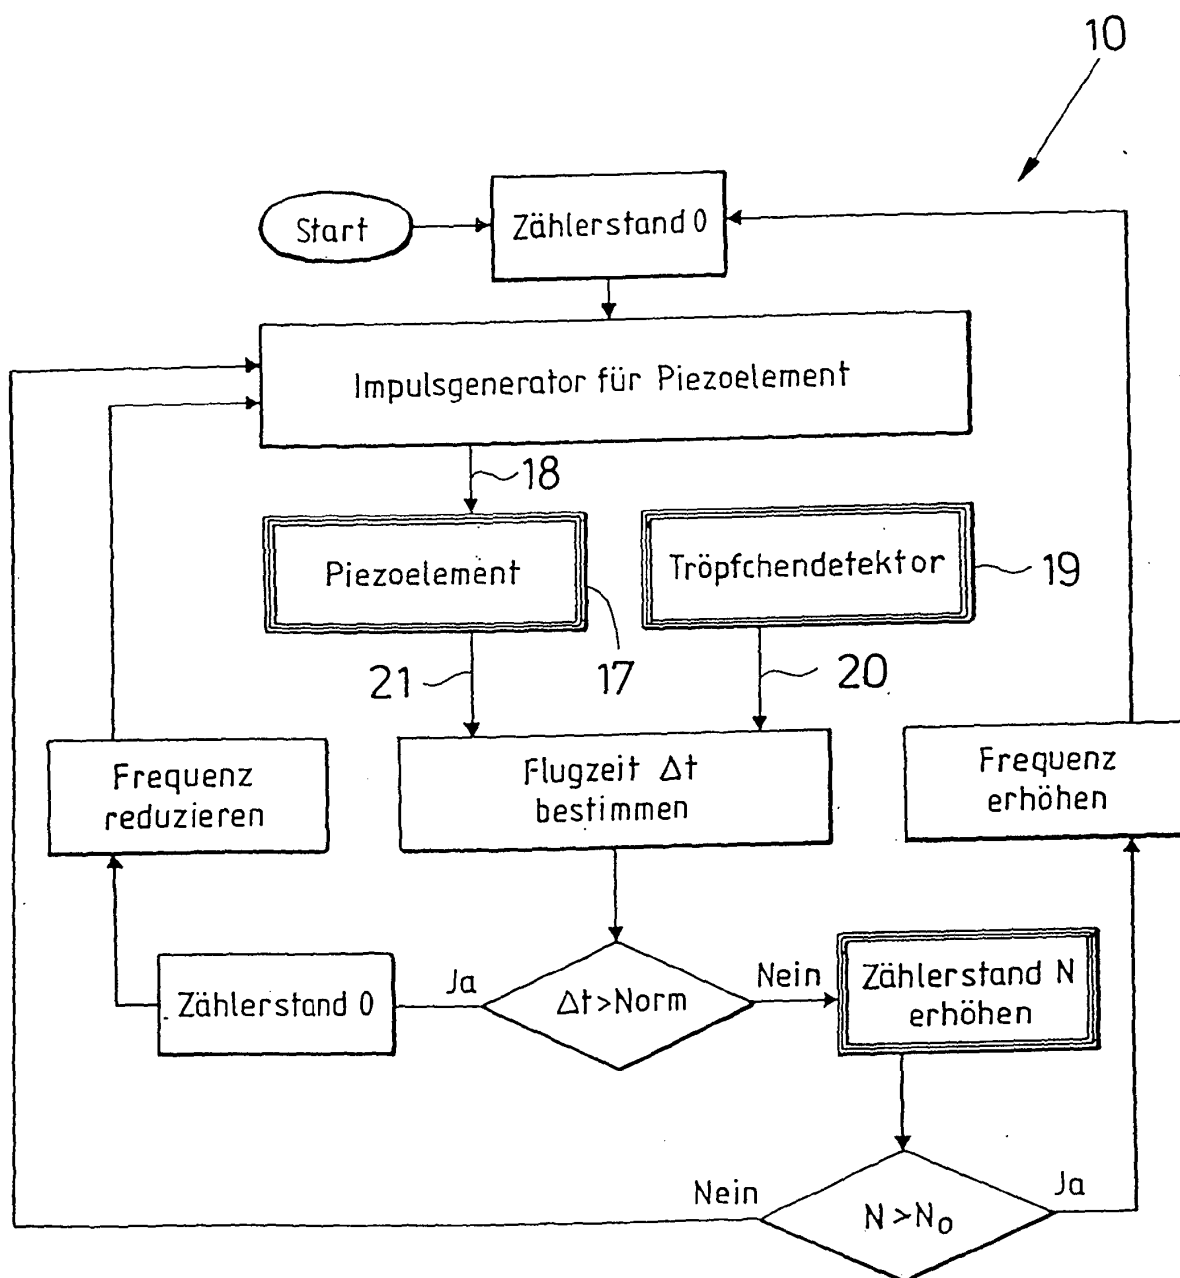 10
Start
Zählerstand 0
Impulsgenerator für Piezoelement
18
Piezoelement
Tröpfchendetektor
19
21
17
20
Frequenz
reduzieren
Flugzeit Δt
bestimmen
Frequenz
erhöhen
Zählerstand 0
Ja
Δt>Norm
Nein
Zählerstand N
erhöhen
Nein
N>N₀
Ja